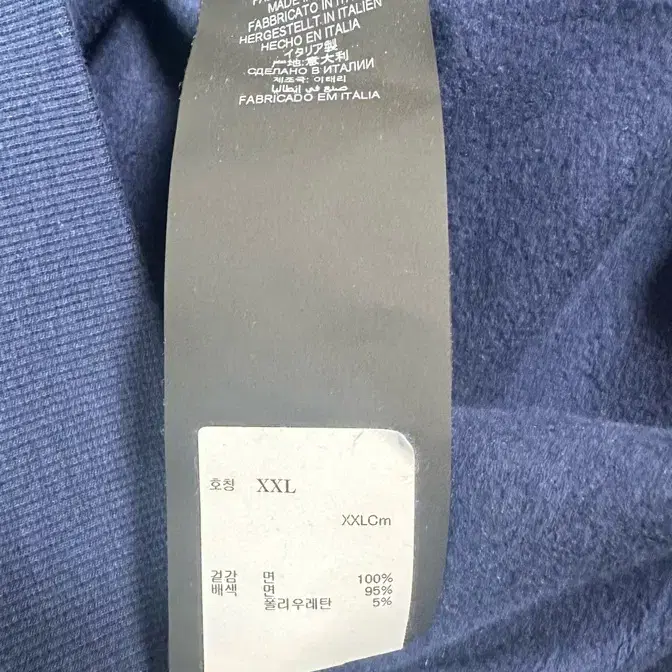 MADE IN
FABBRICATO IN
HERGESTELLT IN ITALIEN
HECHO EN ITALIA
イタリア製
地:意大利
СДЕЛАНО В ИТАЛИИ
제조국: 이태리
صنع في إيطاليا
FABRICADO EM ITALIA
호칭 XXL
XXLCm
겉감 면 100%
배색 면 95%
폴리우레탄 5%